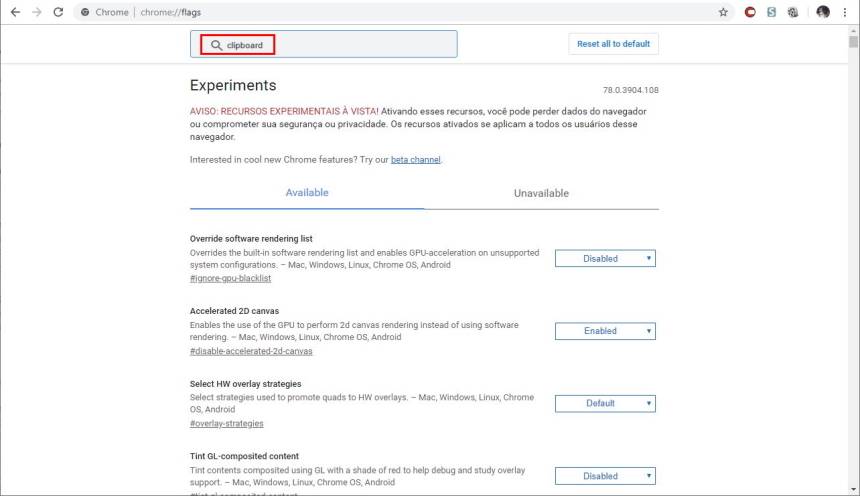 Chrome | chrome://flags
clipboard
Reset all to default
Experiments
78.0.3904.108
AVISO: RECURSOS EXPERIMENTAIS À VISTA! Ativando esses recursos, você pode perder dados do navegador
ou comprometer sua segurança ou privacidade. Os recursos ativados se aplicam a todos os usuários desse
navegador.
Interested in cool new Chrome features? Try our beta channel.
Available
Unavailable
Override software rendering list
Overrides the built-in software rendering list and enables GPU-acceleration on unsupported
system configurations. – Mac, Windows, Linux, Chrome OS, Android
#ignore-gpu-blacklist
Disabled
Accelerated 2D canvas
Enables the use of the GPU to perform 2d canvas rendering instead of using software
rendering. – Mac, Windows, Linux, Chrome OS, Android
#disable-accelerated-2d-canvas
Enabled
Select HW overlay strategies
Select strategies used to promote quads to HW overlays. – Mac, Windows, Linux, Chrome
OS, Android
#overlay-strategies
Default
Tint GL-composited content
Tint contents composited using GL with a shade of red to help debug and study overlay
support. – Mac, Windows, Linux, Chrome OS, Android
Disabled